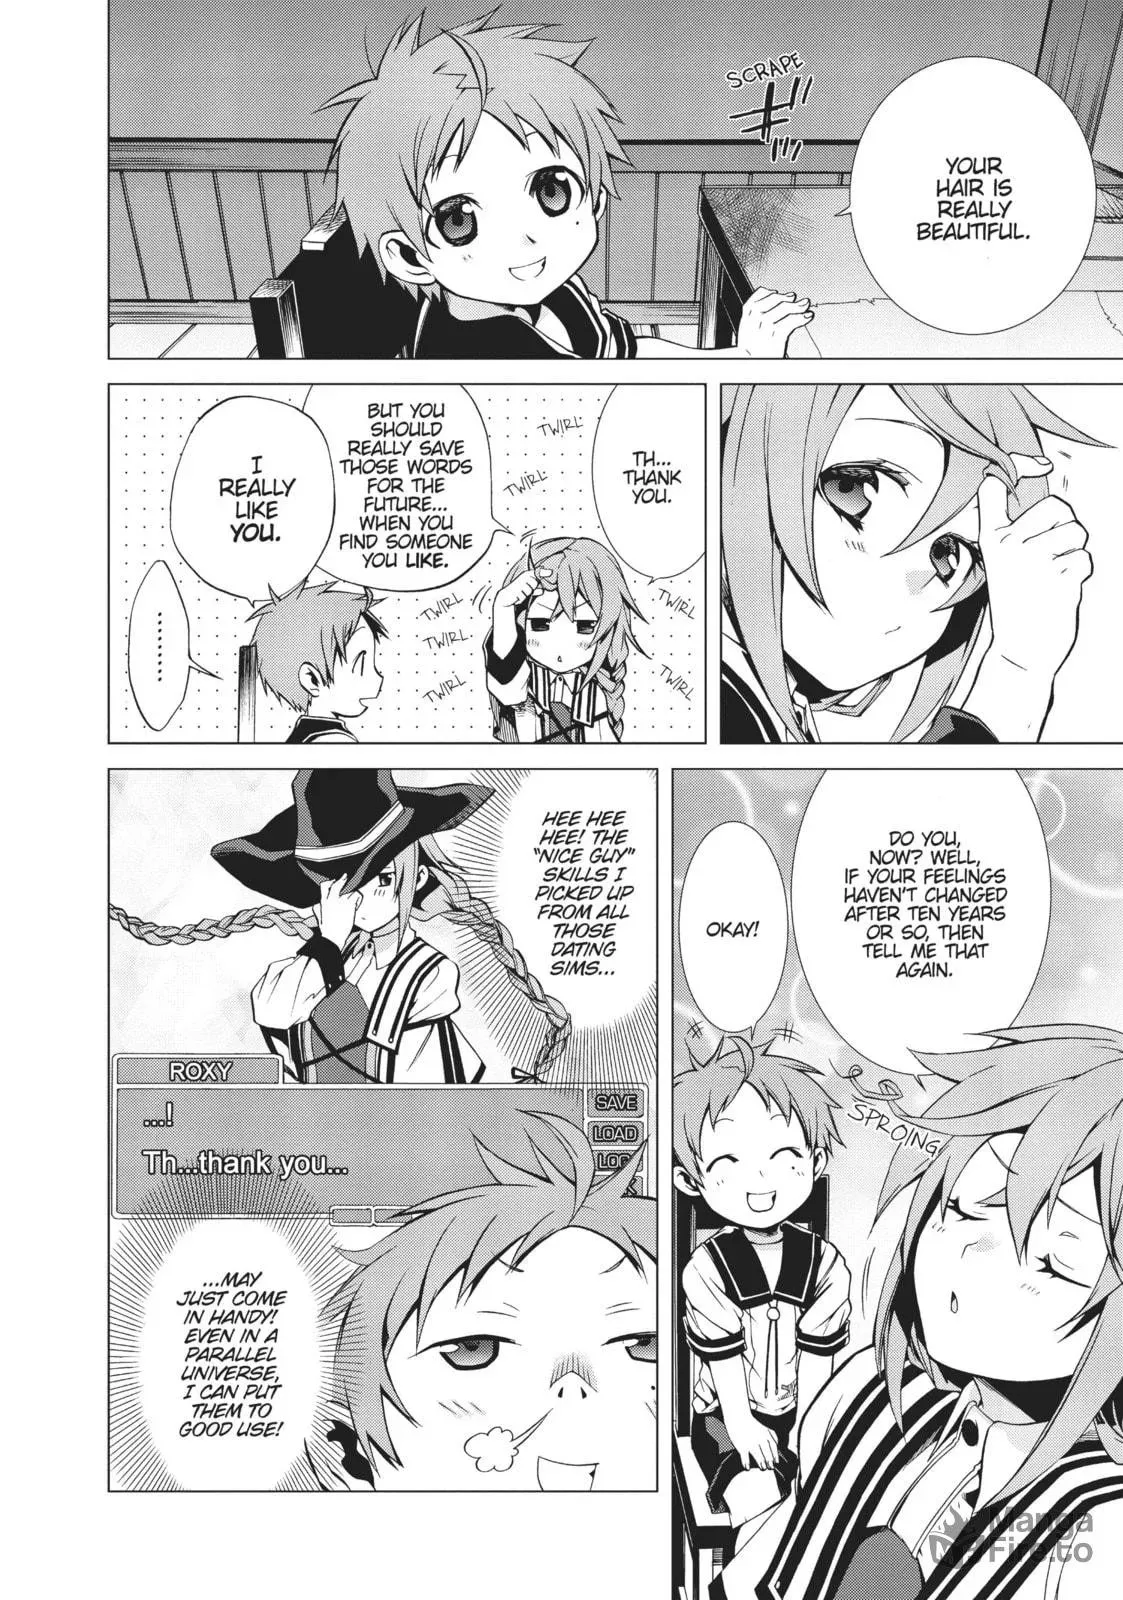 SCRAPE
YOUR
HAIR IS
REALLY
BEAUTIFUL.
TH...
THANK
YOU.
TWIRL
TWIRL
TWIRL
TWIRL
TWIRL
TWIRL
TWIRL
BUT YOU
SHOULD
REALLY SAVE
THOSE WORDS
FOR THE
FUTURE...
WHEN YOU
FIND SOMEONE
YOU LIKE.
I
REALLY
LIKE
YOU.
.........
DO YOU,
NOW? WELL,
IF YOUR FEELINGS
HAVEN'T CHANGED
AFTER TEN YEARS
OR SO, THEN
TELL ME THAT
AGAIN.
OKAY!
SPROING
HEE HEE
HEE! THE
"NICE GUY"
SKILLS I
PICKED UP
FROM ALL
THOSE
DATING
SIMS...
ROXY
...!
Th...thank you...
SAVE
LOAD
...MAY
JUST COME
IN HANDY!
EVEN IN A
PARALLEL
UNIVERSE,
I CAN PUT
THEM TO
GOOD USE!
Manga
Fire.to